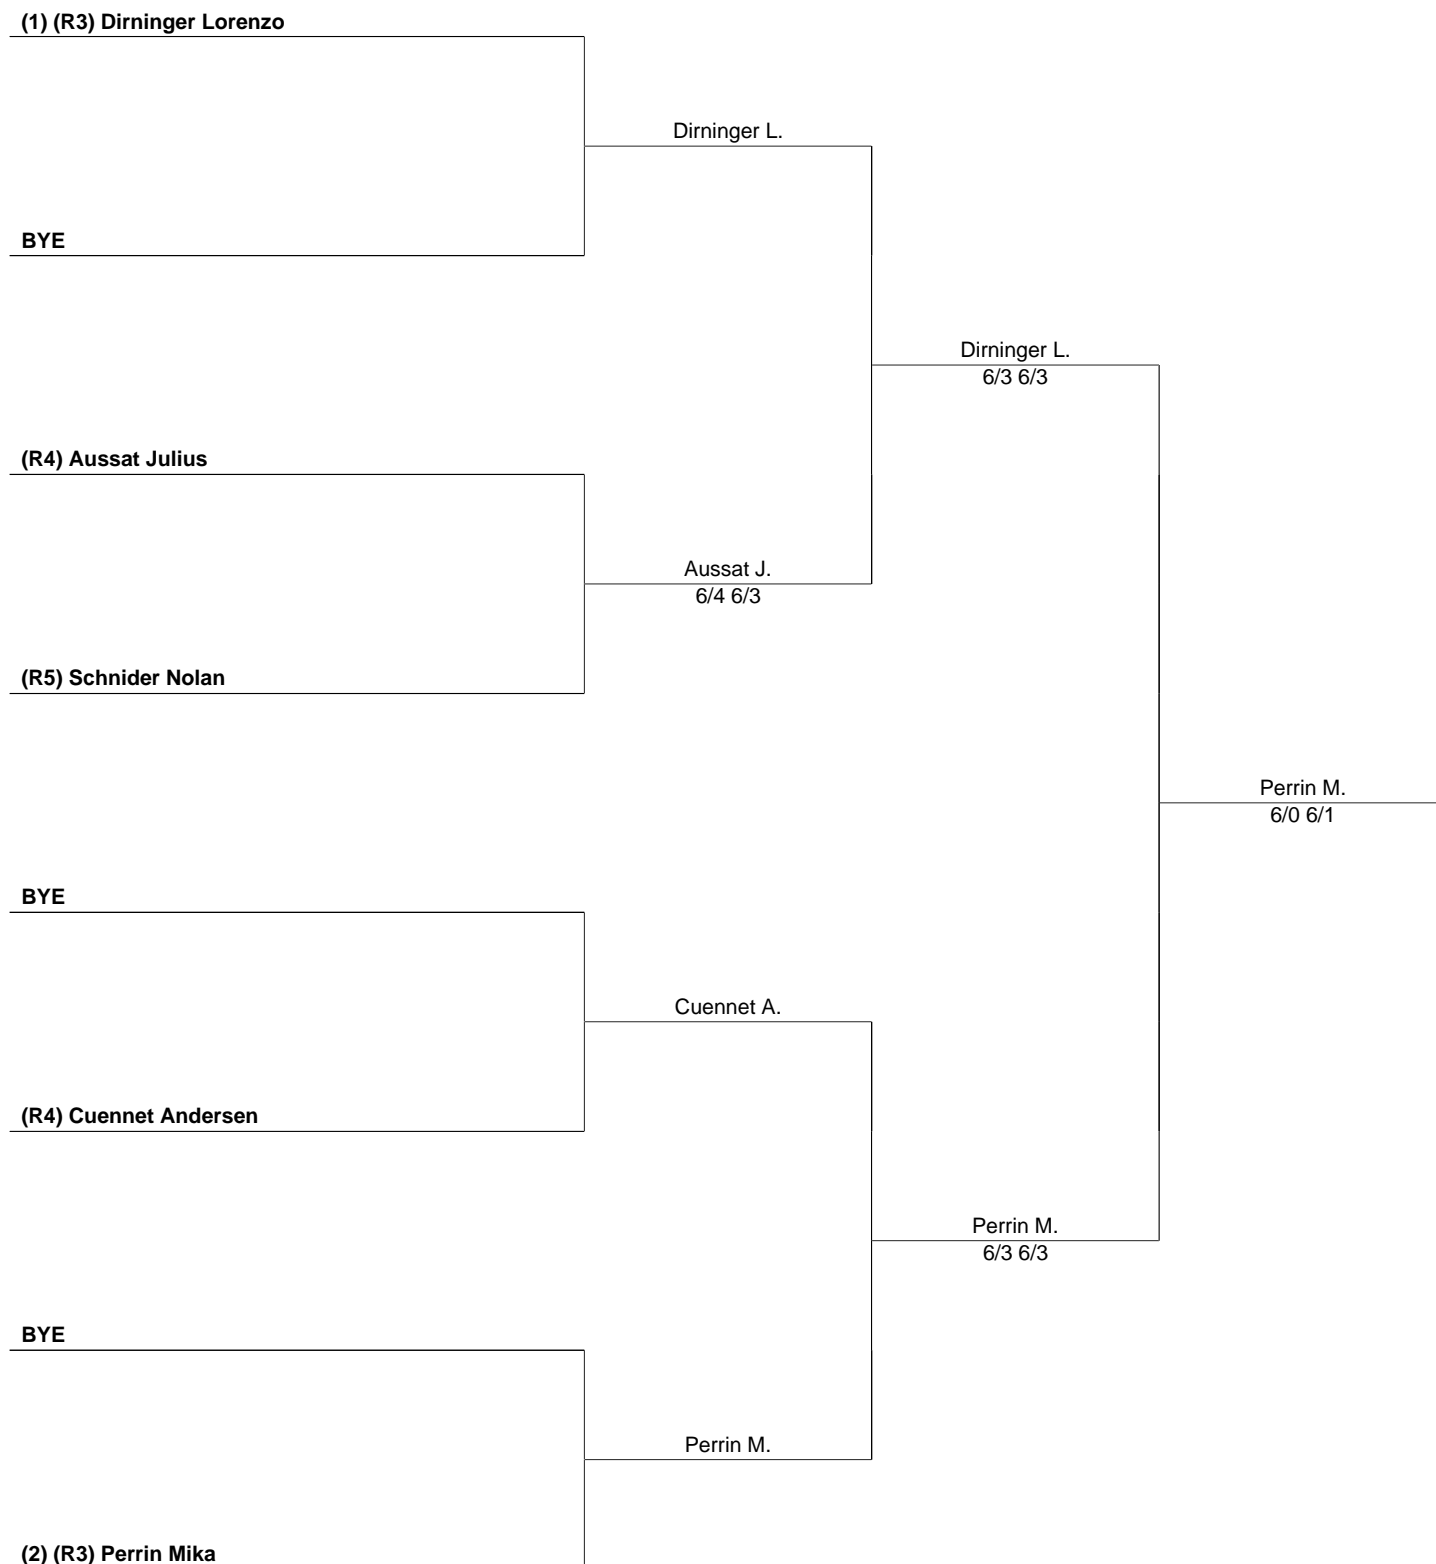 (1) (R3) Dirninger Lorenzo
Dirninger L.
BYE
Dirninger L.
6/3 6/3
(R4) Aussat Julius
Aussat J.
6/4 6/3
(R5) Schnider Nolan
Perrin M.
6/0 6/1
BYE
Cuennet A.
(R4) Cuennet Andersen
Perrin M.
6/3 6/3
BYE
Perrin M.
(2) (R3) Perrin Mika